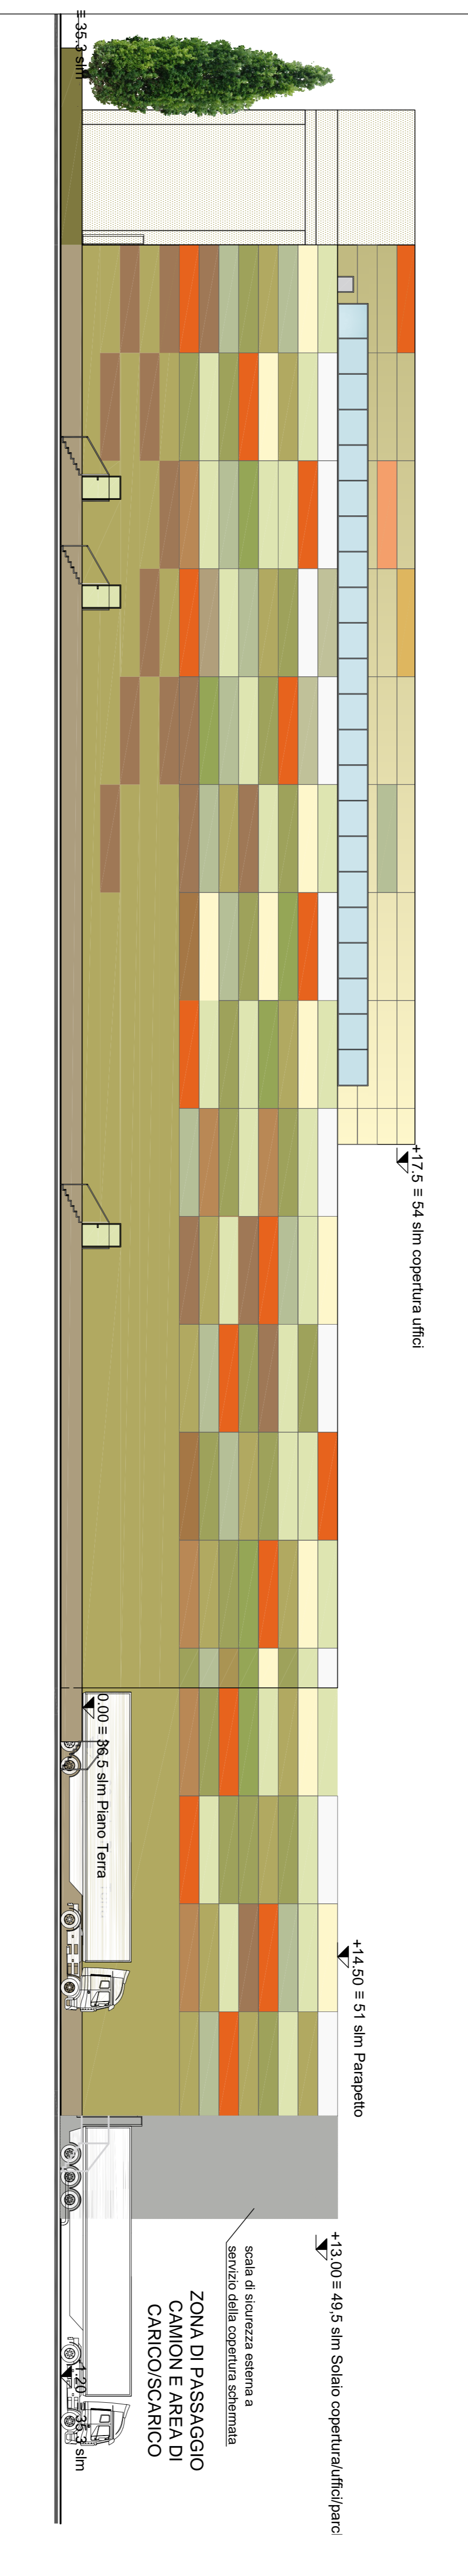 ≡ 35.3 slm
+17.5 ≡ 54 slm copertura uffici
0.00 ≡ 36,5 slm Piano Terra
+14.50 ≡ 51 slm Parapetto
+13.00 ≡ 49,5 slm Solaio copertura/uffici/parc
scala di sicurezza esterna a
servizio della copertura schermata
ZONA DI PASSAGGIO
CAMION E AREA DI
CARICO/SCARICO
-1.20 ≡ 35.3 slm